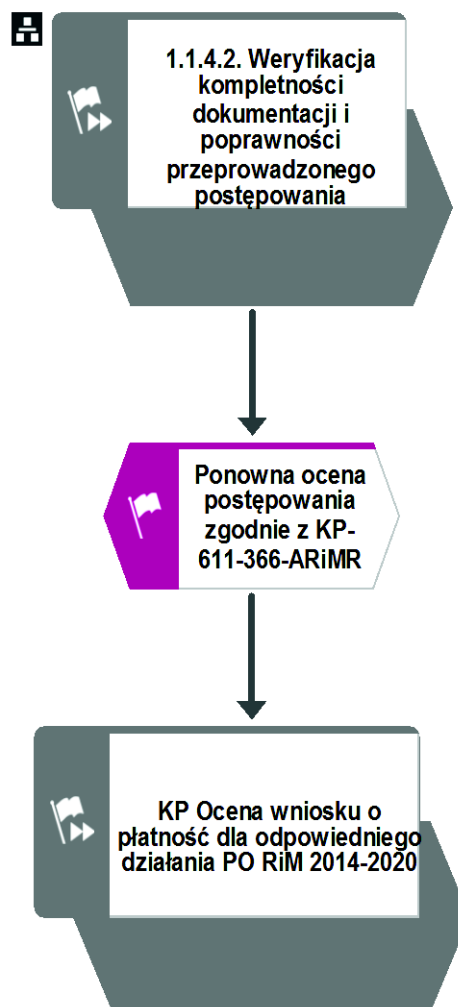 1.1.4.2. Weryfikacja
kompletności
dokumentacji i
poprawności
przeprowadzonego
postępowania
Ponowna ocena
postępowania
zgodnie z KP-
611-366-ARiMR
KP Ocena wniosku o
płatność dla odpowiedniego
działania PO RiM 2014-2020